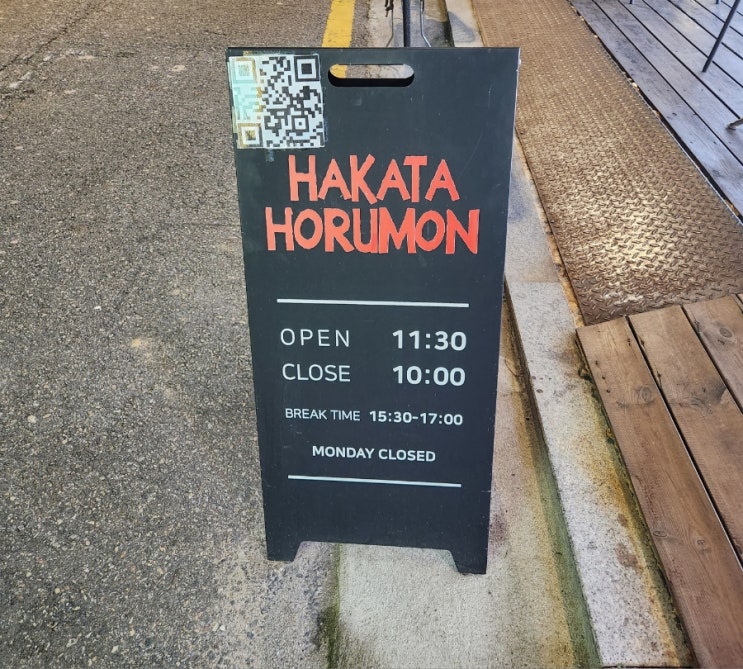 HAKATA
HORUMON
OPEN 11:30
CLOSE 10:00
BREAK TIME 15:30-17:00
MONDAY CLOSED